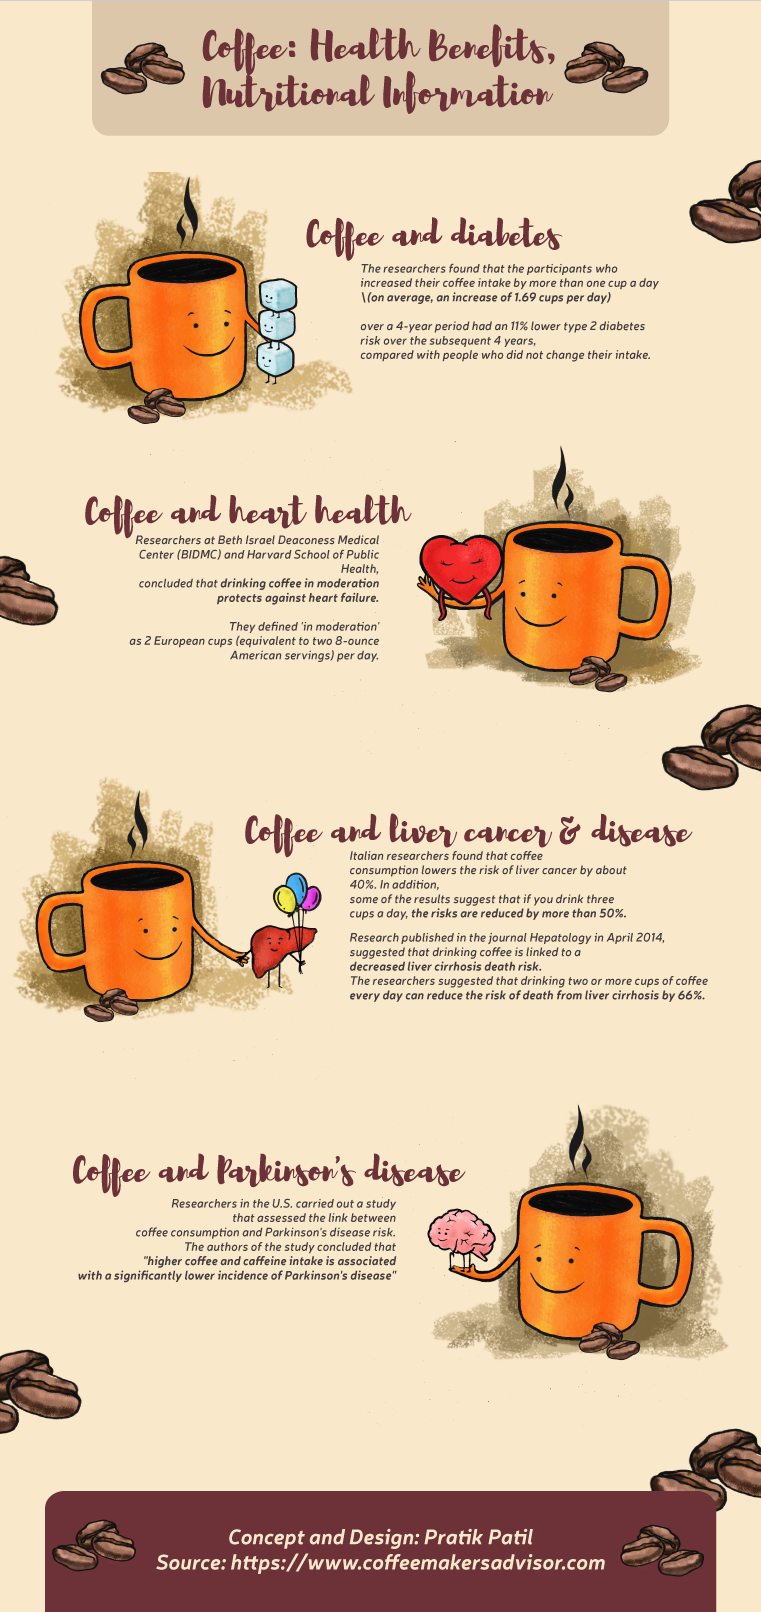 Coffee: Health Benefits,
Nutritional Information
Coffee and diabetes
The researchers found that the participants who
increased their coffee intake by more than one cup a day
\(on average, an increase of 1.69 cups per day)
over a 4-year period had an 11% lower type 2 diabetes
risk over the subsequent 4 years,
compared with people who did not change their intake.
Coffee and heart health
Researchers at Beth Israel Deaconess Medical
Center (BIDMC) and Harvard School of Public
Health,
concluded that drinking coffee in moderation
protects against heart failure.
They defined 'in moderation'
as 2 European cups (equivalent to two 8-ounce
American servings) per day.
Coffee and liver cancer & disease
Italian researchers found that coffee
consumption lowers the risk of liver cancer by about
40%. In addition,
some of the results suggest that if you drink three
cups a day, the risks are reduced by more than 50%.
Research published in the journal Hepatology in April 2014,
suggested that drinking coffee is linked to a
decreased liver cirrhosis death risk.
The researchers suggested that drinking two or more cups of coffee
every day can reduce the risk of death from liver cirrhosis by 66%.
Coffee and Parkinson's disease
Researchers in the U.S. carried out a study
that assessed the link between
coffee consumption and Parkinson's disease risk.
The authors of the study concluded that
"higher coffee and caffeine intake is associated
with a significantly lower incidence of Parkinson's disease"
Concept and Design: Pratik Patil
Source: https://www.coffeemakersadvisor.com